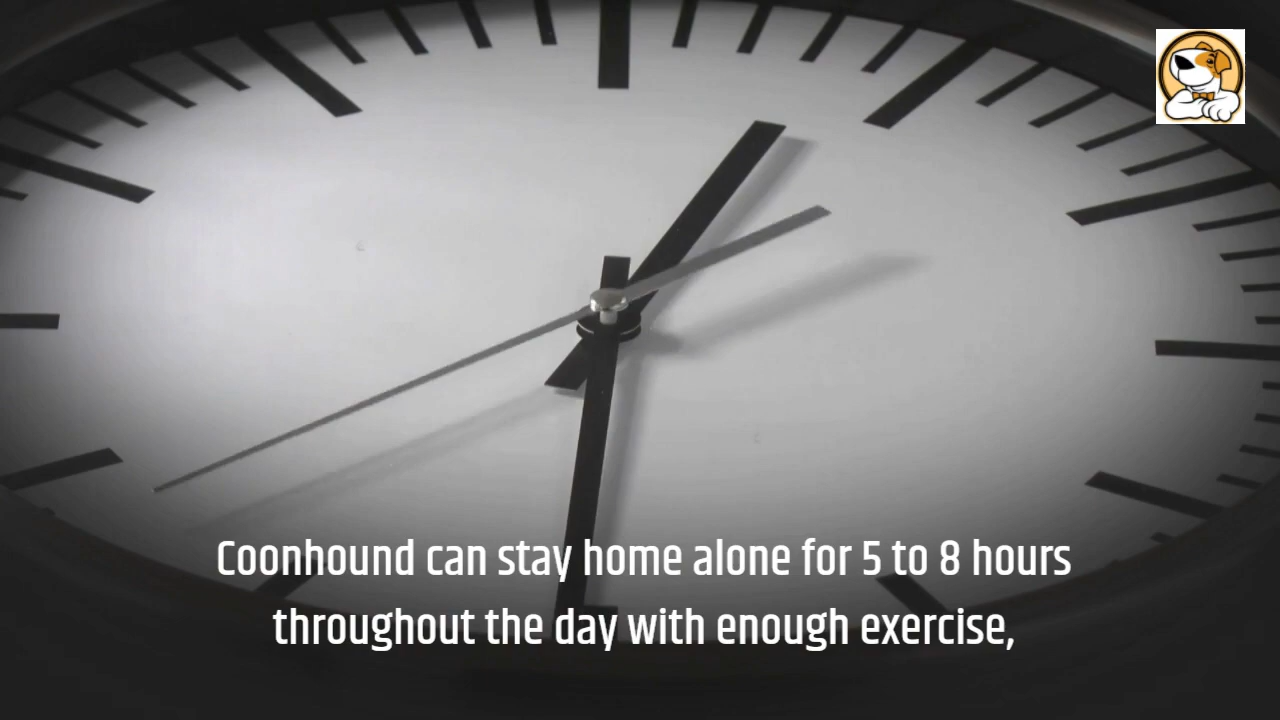 Coonhound can stay home alone for 5 to 8 hours
throughout the day with enough exercise,